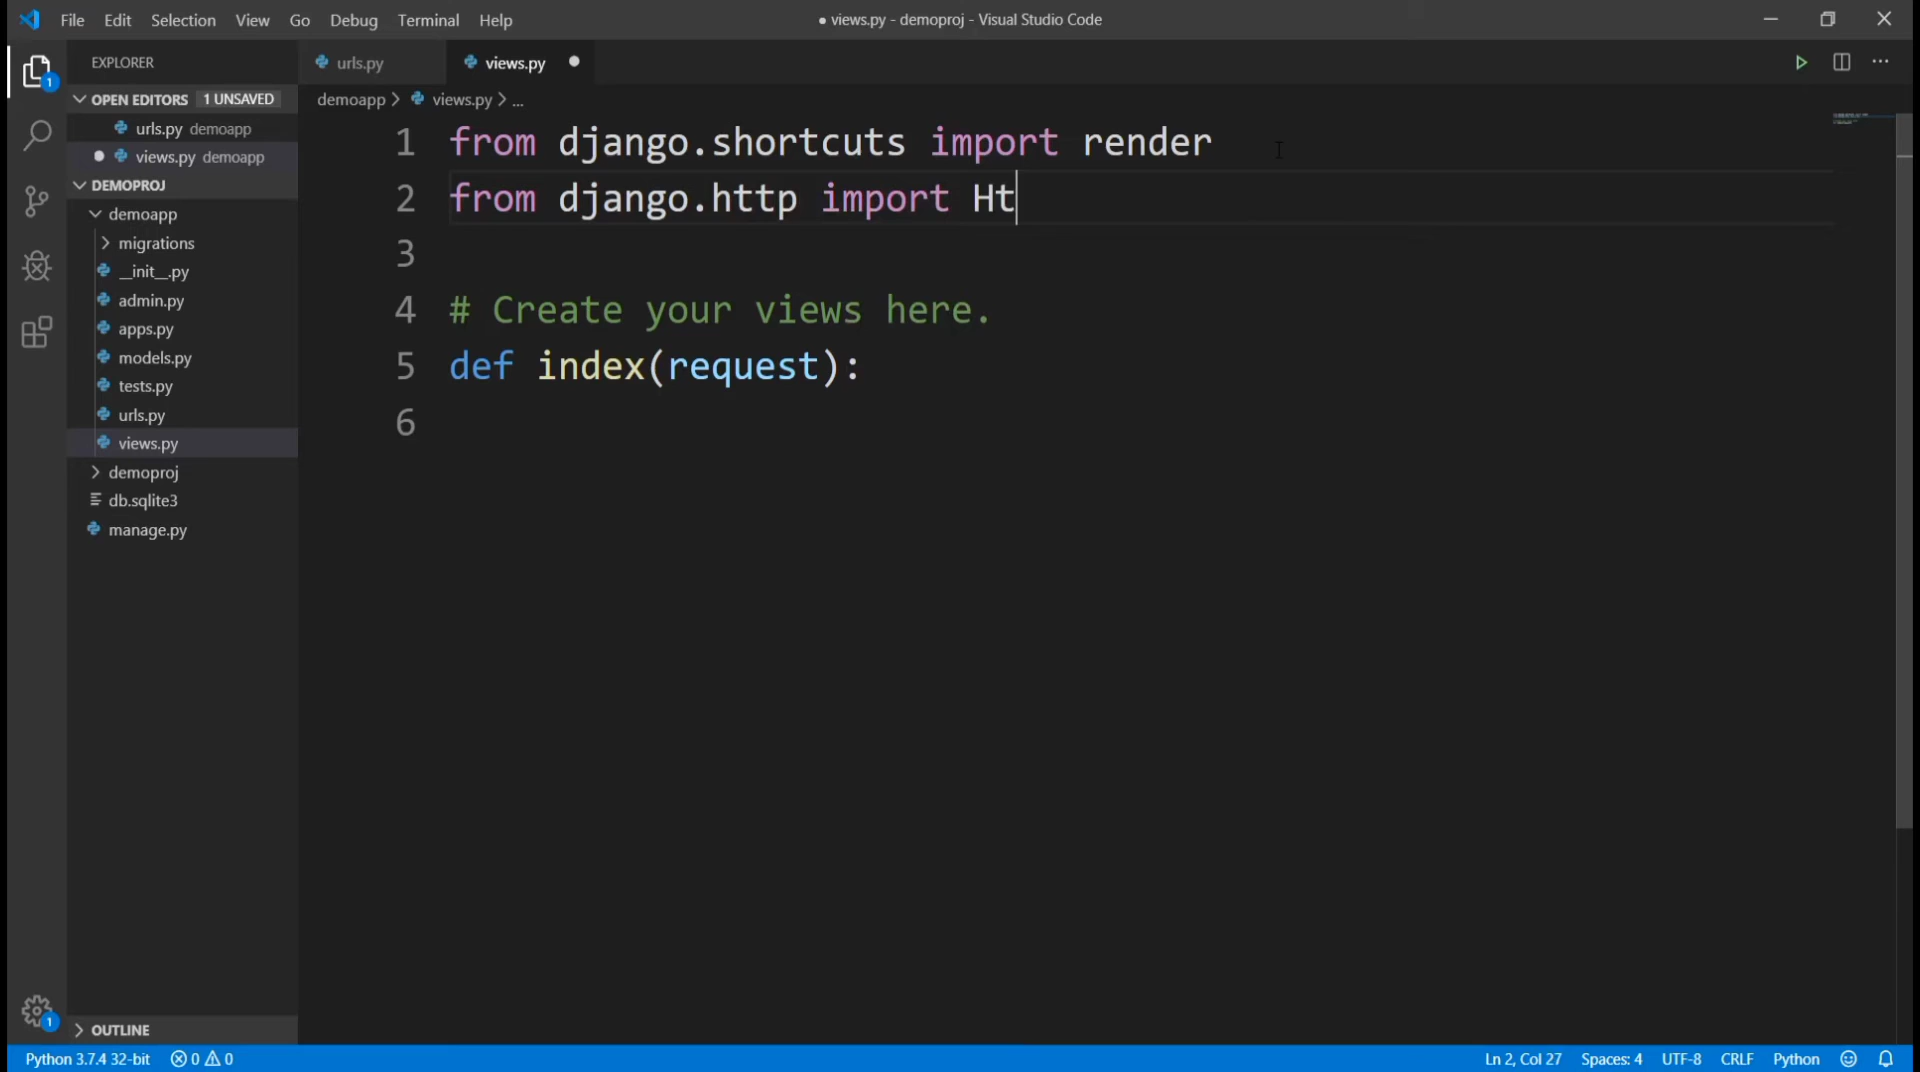 File Edit Selection View Go Debug Terminal Help
● views.py - demoproj - Visual Studio Code
EXPLORER
OPEN EDITORS 1 UNSAVED
urls.py demoapp
views.py demoapp
DEMOPROJ
demoapp
migrations
__init__.py
admin.py
apps.py
models.py
tests.py
urls.py
views.py
demoproj
db.sqlite3
manage.py
OUTLINE
1
1
urls.py
views.py
demoapp > views.py > ...
1 from django.shortcuts import render
2 from django.http import Ht
3
4 # Create your views here.
5 def index(request):
6
Python 3.7.4 32-bit 0 0
Ln 2, Col 27 Spaces: 4 UTF-8 CRLF Python